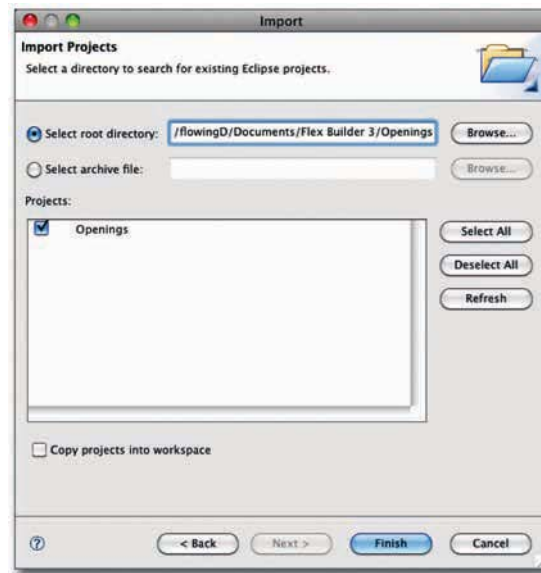 Import
Import Projects
Select a directory to search for existing Eclipse projects.
Select root directory: /flowingD/Documents/Flex Builder 3/Openings Browse...
Select archive file: Browse...
Projects:
Openings
Select All
Deselect All
Refresh
Copy projects into workspace
? < Back Next > Finish Cancel